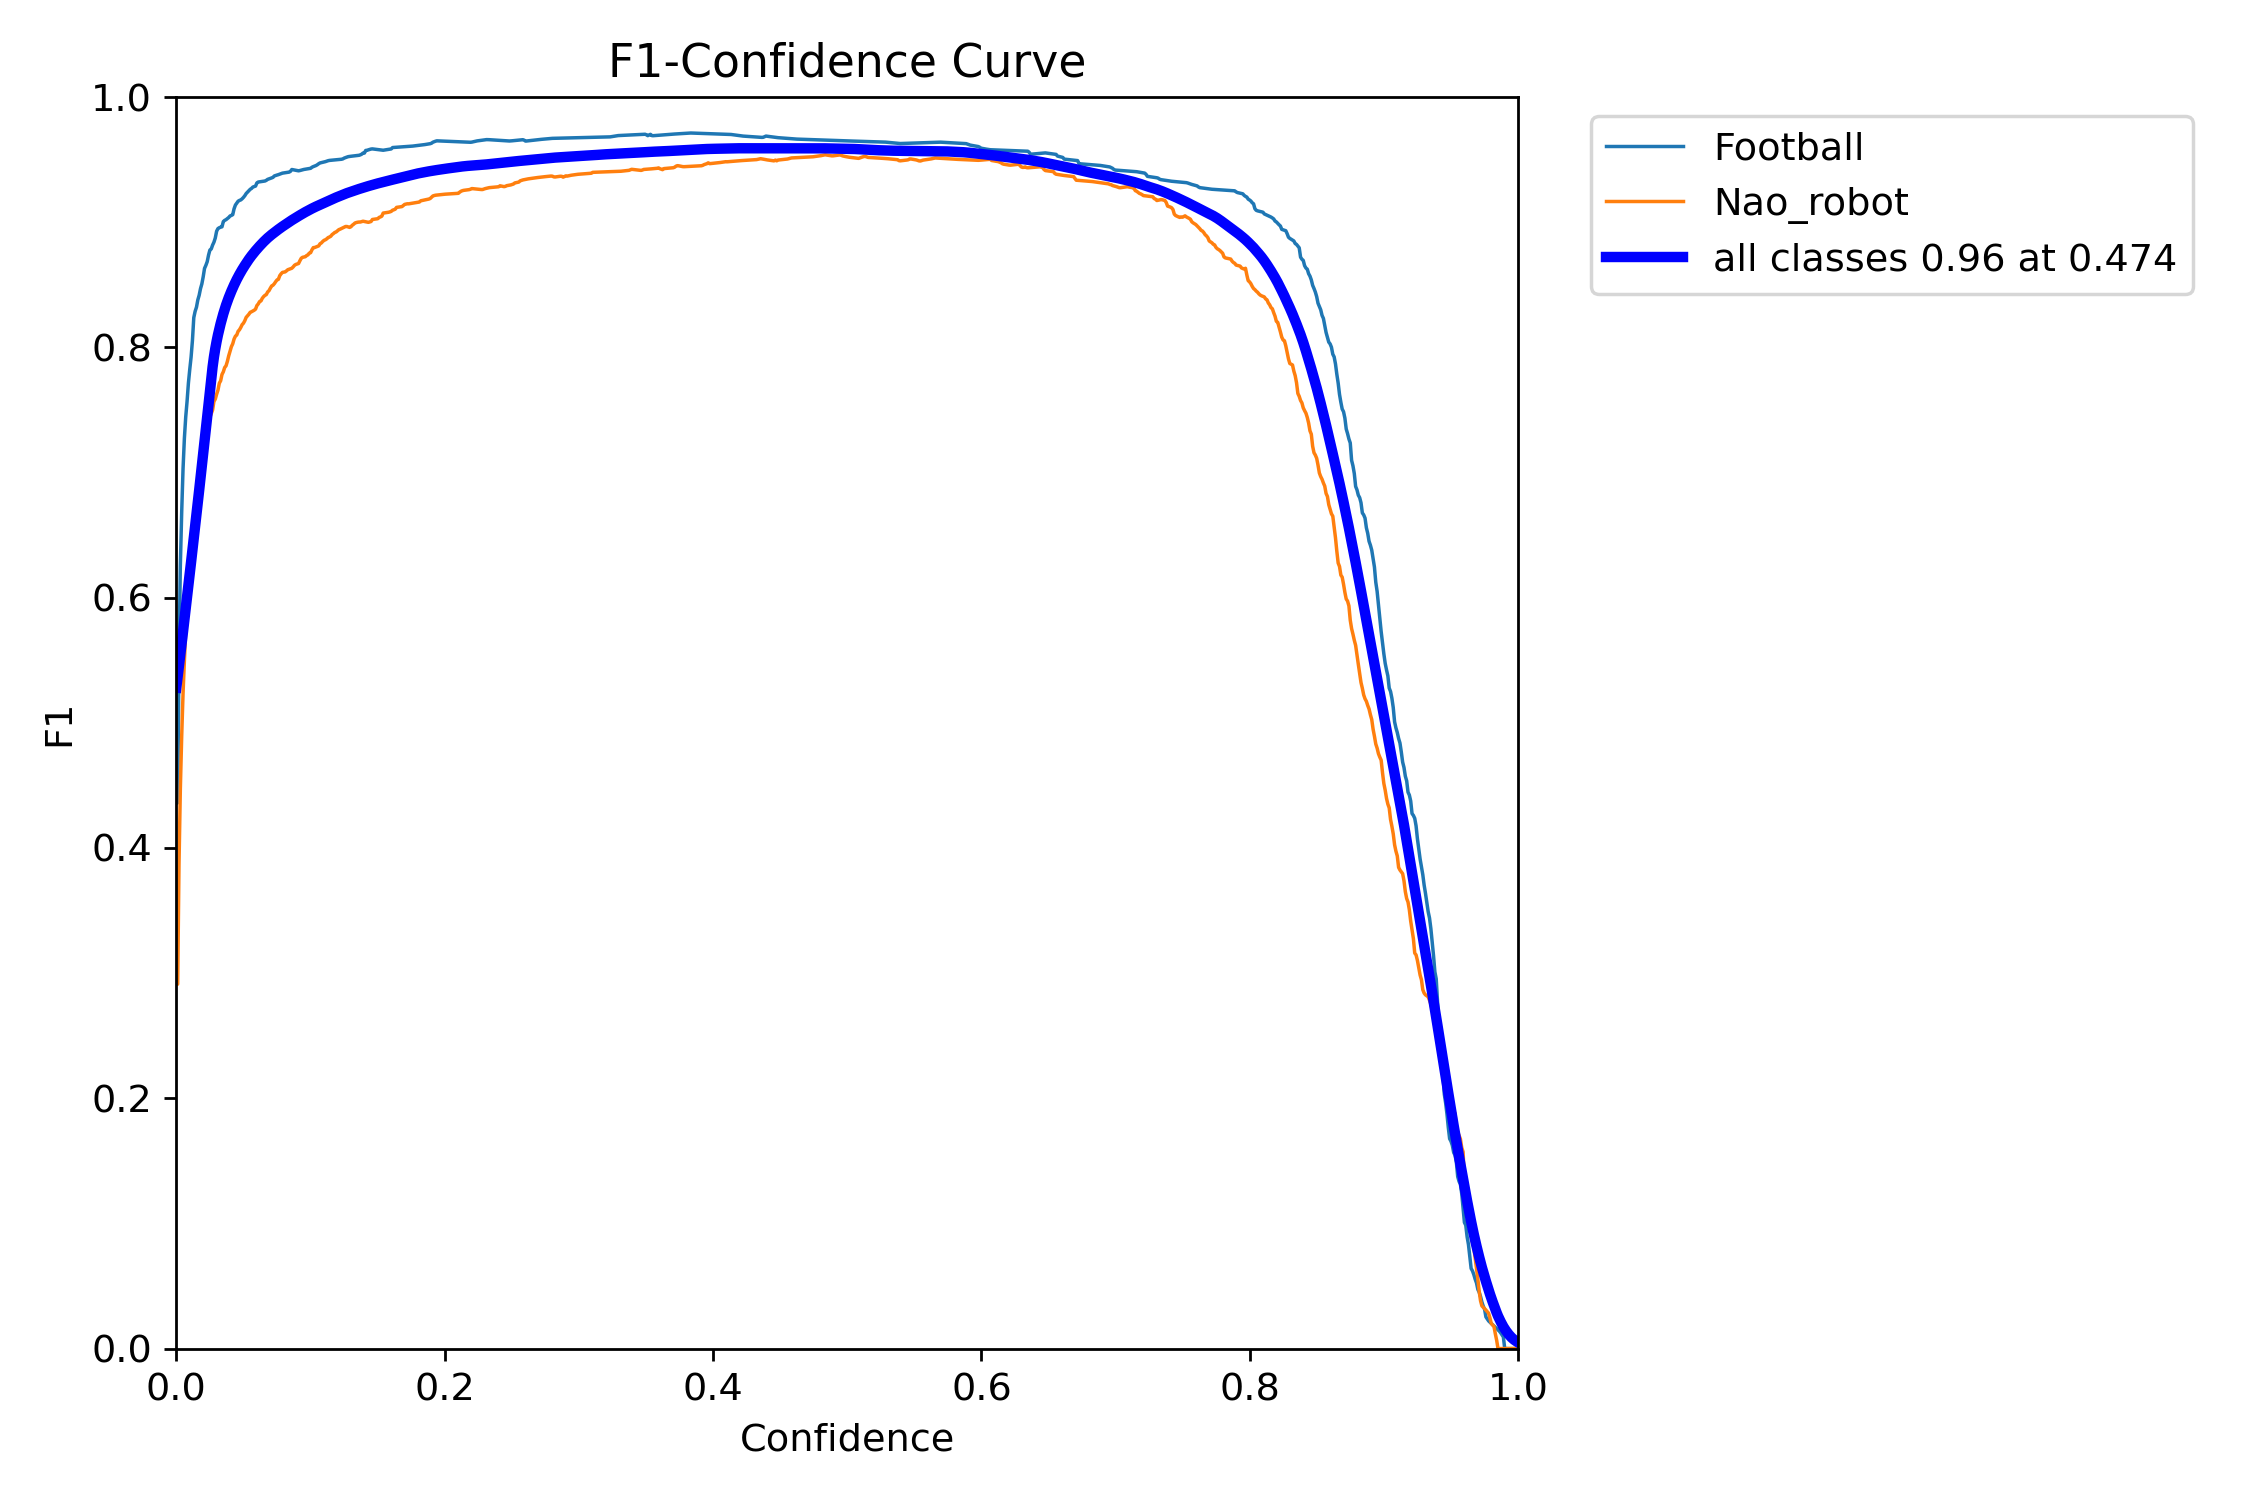 F1-Confidence Curve
1.0
0.8
0.6
0.4
0.2
0.0
F1
0.0 0.2 0.4 0.6 0.8 1.0
Confidence
Football
Nao_robot
all classes 0.96 at 0.474